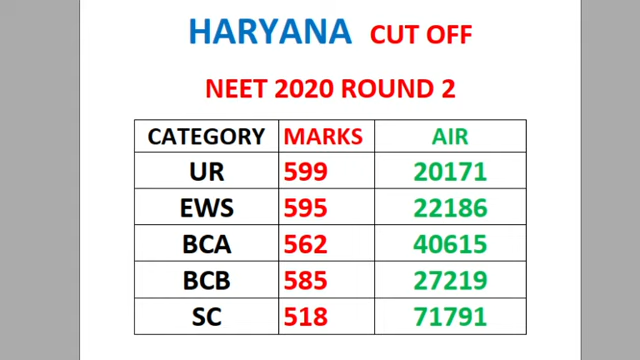 HARYANA CUT OFF
NEET 2020 ROUND 2
CATEGORY MARKS AIR
UR 599 20171
EWS 595 22186
BCA 562 40615
BCB 585 27219
SC 518 71791